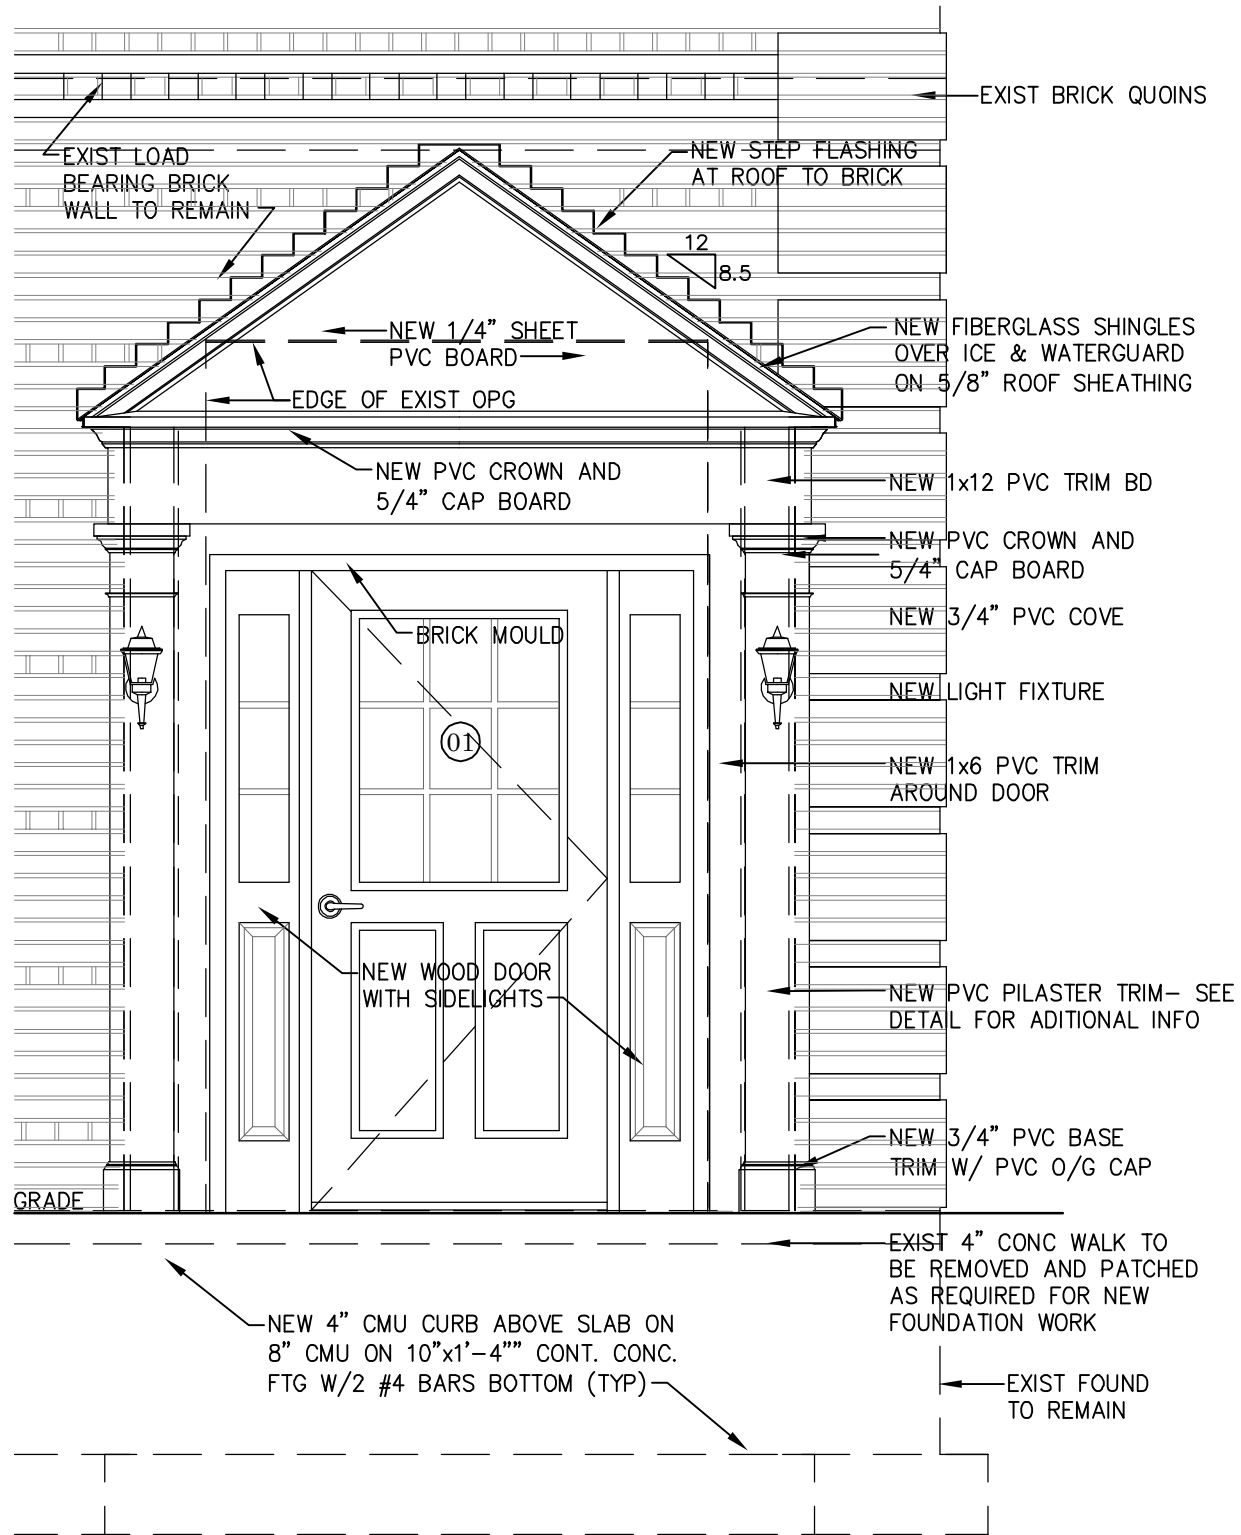 EXIST BRICK QUOINS
EXIST LOAD
BEARING BRICK
WALL TO REMAIN
NEW STEP FLASHING
AT ROOF TO BRICK
12
8.5
NEW 1/4” SHEET
PVC BOARD
NEW FIBERGLASS SHINGLES
OVER ICE & WATERGUARD
ON 5/8” ROOF SHEATHING
EDGE OF EXIST OPG
NEW PVC CROWN AND
5/4” CAP BOARD
NEW 1x12 PVC TRIM BD
NEW PVC CROWN AND
5/4” CAP BOARD
NEW 3/4” PVC COVE
BRICK MOULD
NEW LIGHT FIXTURE
01
NEW 1x6 PVC TRIM
AROUND DOOR
NEW WOOD DOOR
WITH SIDELIGHTS
NEW PVC PILASTER TRIM– SEE
DETAIL FOR ADITIONAL INFO
NEW 3/4” PVC BASE
TRIM W/ PVC O/G CAP
GRADE
EXIST 4” CONC WALK TO
BE REMOVED AND PATCHED
AS REQUIRED FOR NEW
FOUNDATION WORK
NEW 4” CMU CURB ABOVE SLAB ON
8” CMU ON 10”x1’–4”” CONT. CONC.
FTG W/2 #4 BARS BOTTOM (TYP)
EXIST FOUND
TO REMAIN